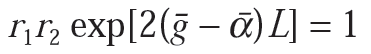 r₁r₂ exp[2(ḡ − ᾱ)L] = 1